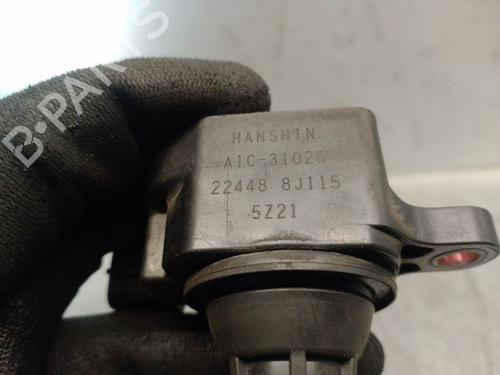 B-PARTS
HANSHIN.
AIC-3102G
22448 8J115
5Z21